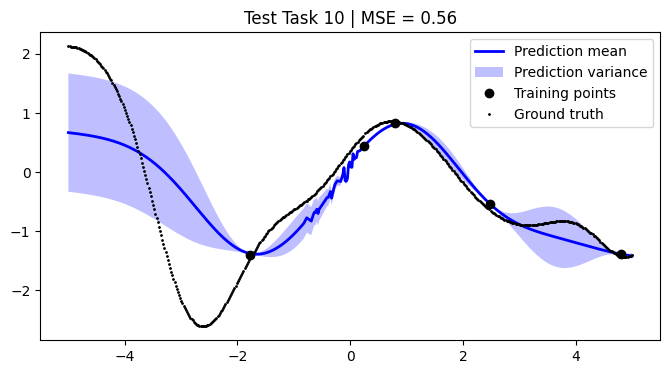 Test Task 10 | MSE = 0.56
Prediction mean
Prediction variance
Training points
Ground truth
2
1
0
−1
−2
−4
−2
0
2
4